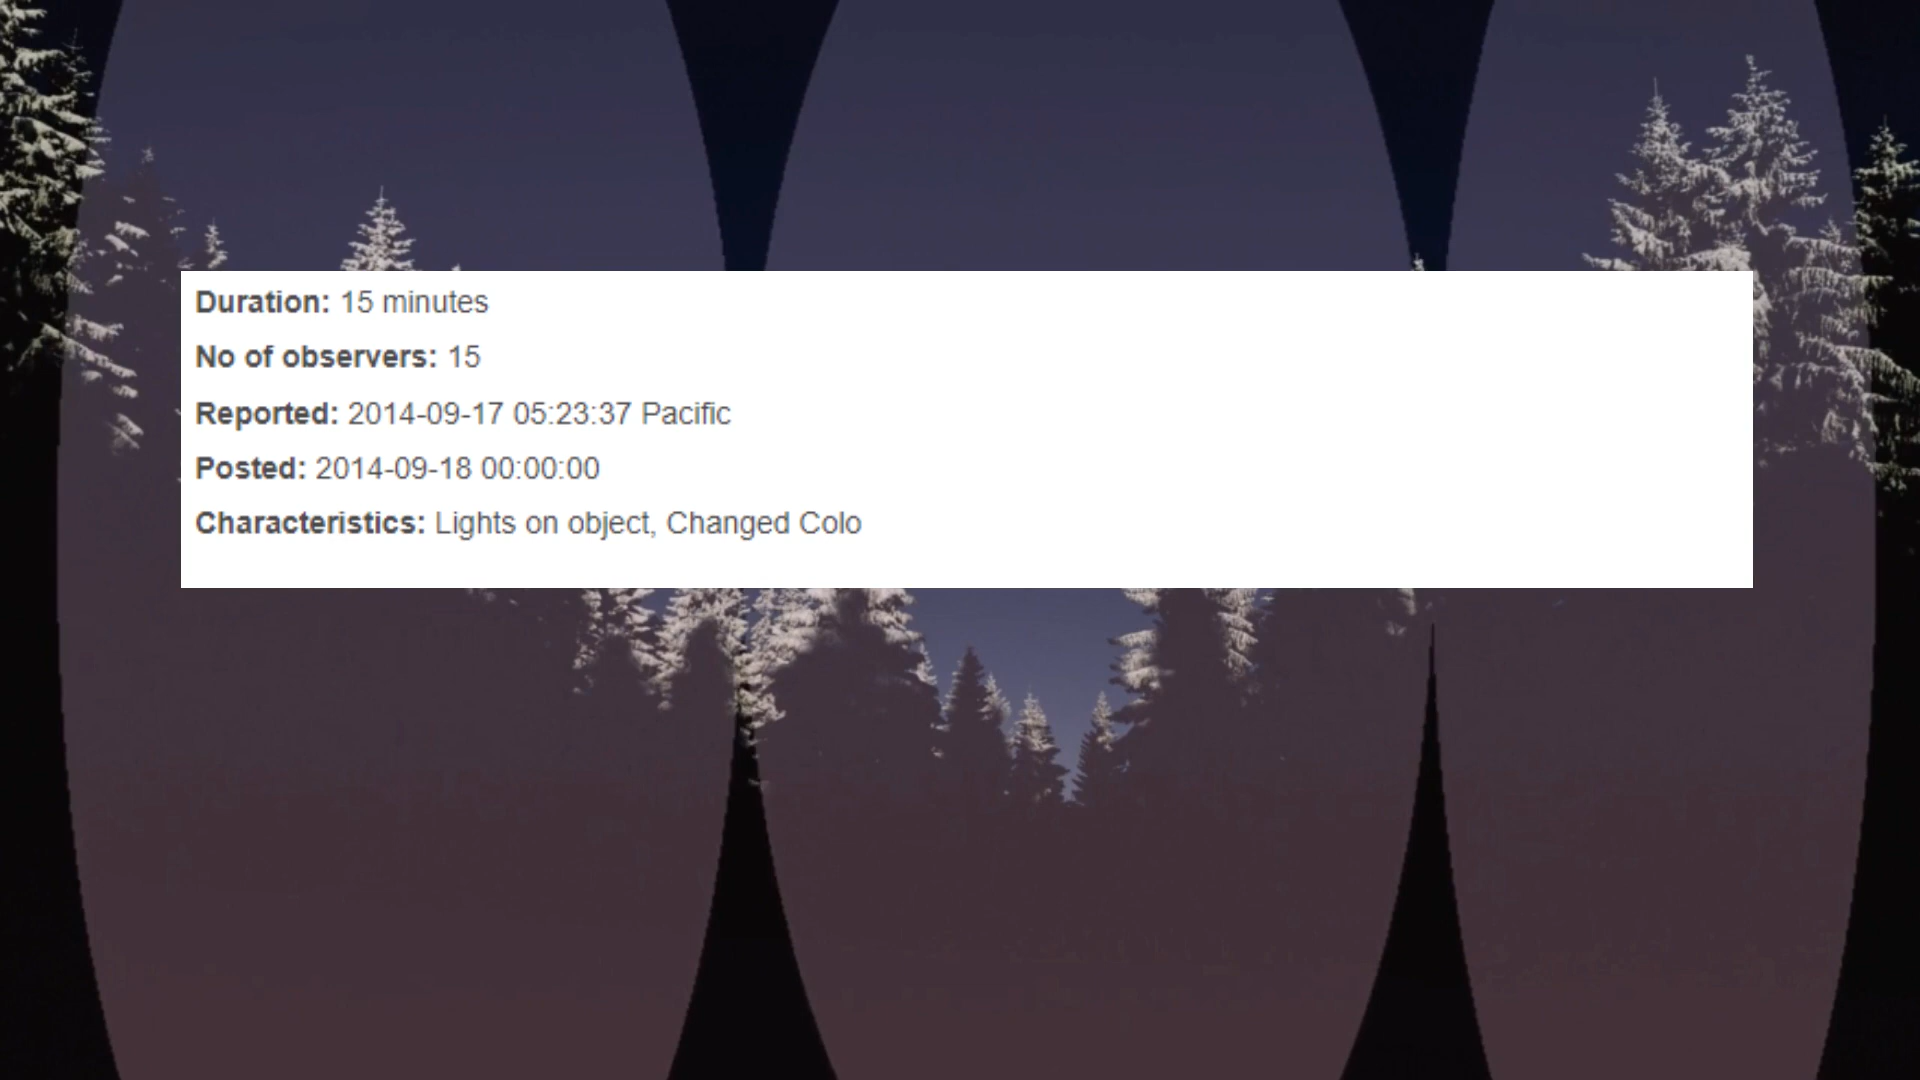 Duration: 15 minutes
No of observers: 15
Reported: 2014-09-17 05:23:37 Pacific
Posted: 2014-09-18 00:00:00
Characteristics: Lights on object, Changed Colo